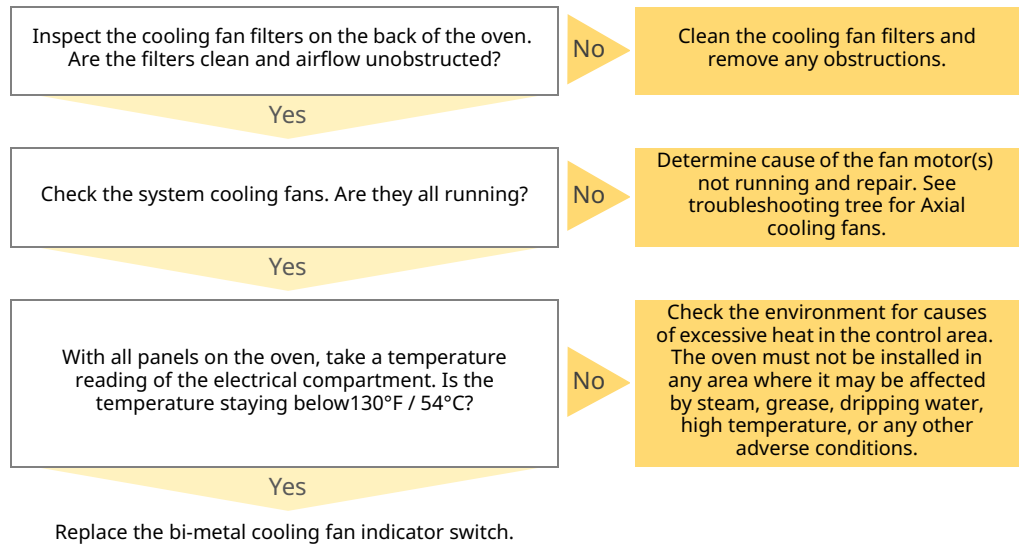 Inspect the cooling fan filters on the back of the oven.
Are the filters clean and airflow unobstructed?
No
Clean the cooling fan filters and
remove any obstructions.
Yes
Check the system cooling fans. Are they all running?
No
Determine cause of the fan motor(s)
not running and repair. See
troubleshooting tree for Axial
cooling fans.
Yes
With all panels on the oven, take a temperature
reading of the electrical compartment. Is the
temperature staying below130°F / 54°C?
No
Check the environment for causes
of excessive heat in the control area.
The oven must not be installed in
any area where it may be affected
by steam, grease, dripping water,
high temperature, or any other
adverse conditions.
Yes
Replace the bi-metal cooling fan indicator switch.